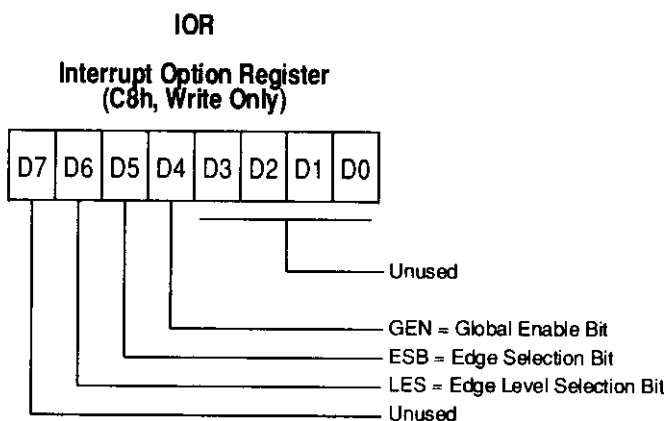 IOR
Interrupt Option Register
(C8h, Write Only)
D7 D6 D5 D4 D3 D2 D1 D0
Unused
GEN = Global Enable Bit
ESB = Edge Selection Bit
LES = Edge Level Selection Bit
Unused